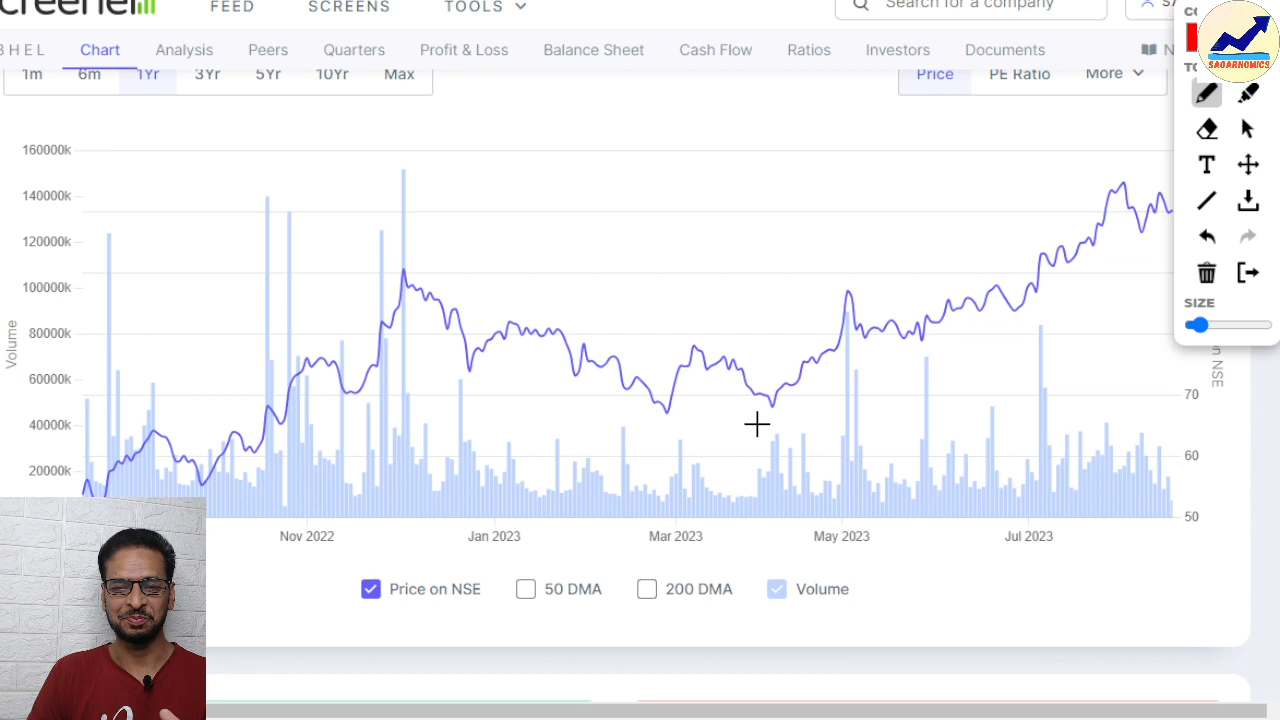 FEED SCREENS TOOLS Search for a company
BHEL Chart Analysis Peers Quarters Profit & Loss Balance Sheet Cash Flow Ratios Investors Documents
1m 6m 1Yr 3Yr 5Yr 10Yr Max Price PE Ratio More
SAGARNOMICS
160000k
140000k
120000k
100000k
80000k
60000k
40000k
20000k
Volume
SIZE
70
60
50
NSE
Nov 2022 Jan 2023 Mar 2023 May 2023 Jul 2023
Price on NSE 50 DMA 200 DMA Volume